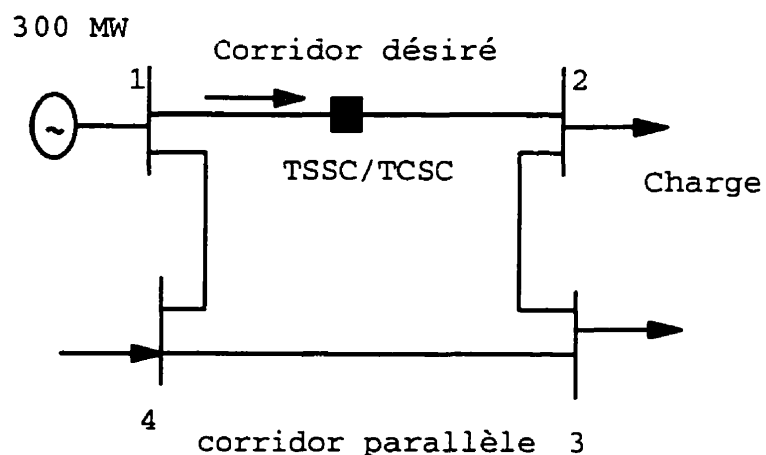 300 MW
Corridor désiré
1
2
~
TSSC/TCSC
Charge
4
corridor parallèle 3